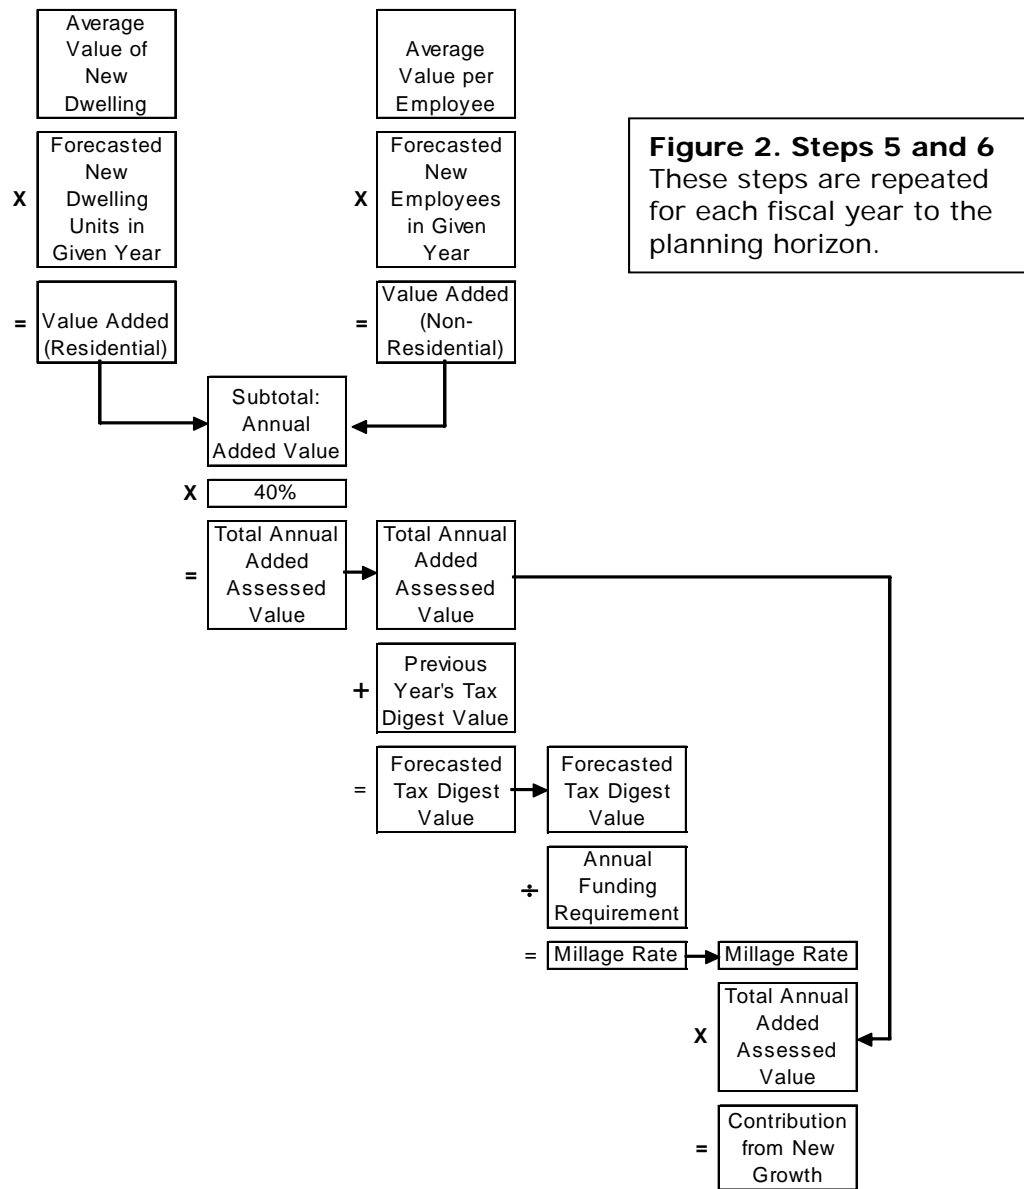 Average
Value of
New
Dwelling
Average
Value per
Employee
Figure 2. Steps 5 and 6
These steps are repeated
for each fiscal year to the
planning horizon.
X
Forecasted
New
Dwelling
Units in
Given Year
X
Forecasted
New
Employees
in Given
Year
=
Value Added
(Residential)
=
Value Added
(Non-
Residential)
Subtotal:
Annual
Added Value
X
40%
=
Total Annual
Added
Assessed
Value
Total Annual
Added
Assessed
Value
+
Previous
Year's Tax
Digest Value
=
Forecasted
Tax Digest
Value
Forecasted
Tax Digest
Value
÷
Annual
Funding
Requirement
=
Millage Rate
Millage Rate
X
Total Annual
Added
Assessed
Value
=
Contribution
from New
Growth